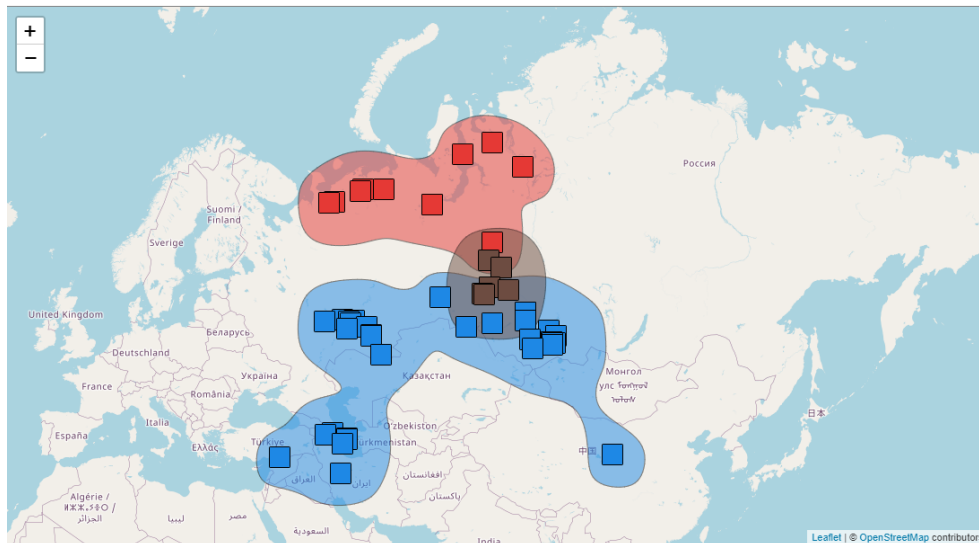 +
−
Россия
Suomi /
Finland
Sverige
United Kingdom
Беларусь
Deutschland
Україна
Қазақстан
Монгол
улс
France
România
Italia
O'zbekiston
Ελλάς
Türkiye
Turkmenistan
España
中国
日本
العراق
ایران
افغانستان
پاکستان
Algérie /
ⵍⵣⵣⴰⵢⴻⵔ /
الجزائر
ليبيا
مصر
السعودية
India
Leaflet | © OpenStreetMap contributor